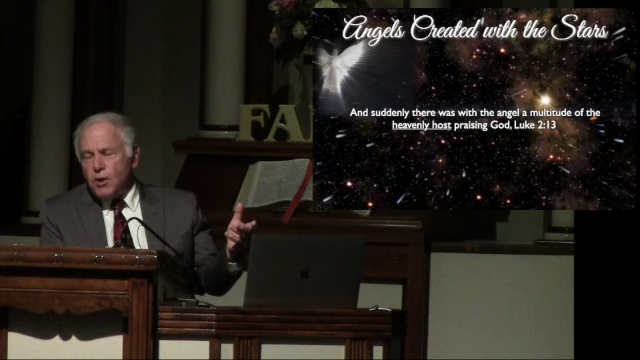 Angels Created with the Stars
And suddenly there was with the angel a multitude of the
heavenly host praising God, Luke 2:13
FA